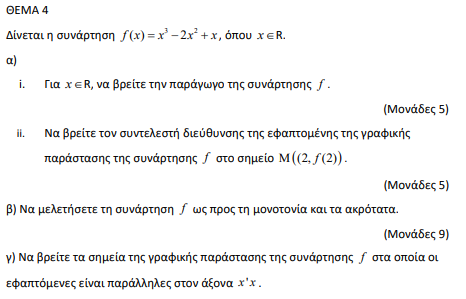 ΘΕΜΑ 4
Δίνεται η συνάρτηση f(x) = x³ − 2x² + x, όπου x ∈ R.
α)
i. Για x ∈ R, να βρείτε την παράγωγο της συνάρτησης f .
(Μονάδες 5)
ii. Να βρείτε τον συντελεστή διεύθυνσης της εφαπτομένης της γραφικής
παράστασης της συνάρτησης f στο σημείο M((2, f(2)).
(Μονάδες 5)
β) Να μελετήσετε τη συνάρτηση f ως προς τη μονοτονία και τα ακρότατα.
(Μονάδες 9)
γ) Να βρείτε τα σημεία της γραφικής παράστασης της συνάρτησης f στα οποία οι
εφαπτόμενες είναι παράλληλες στον άξονα x'x .